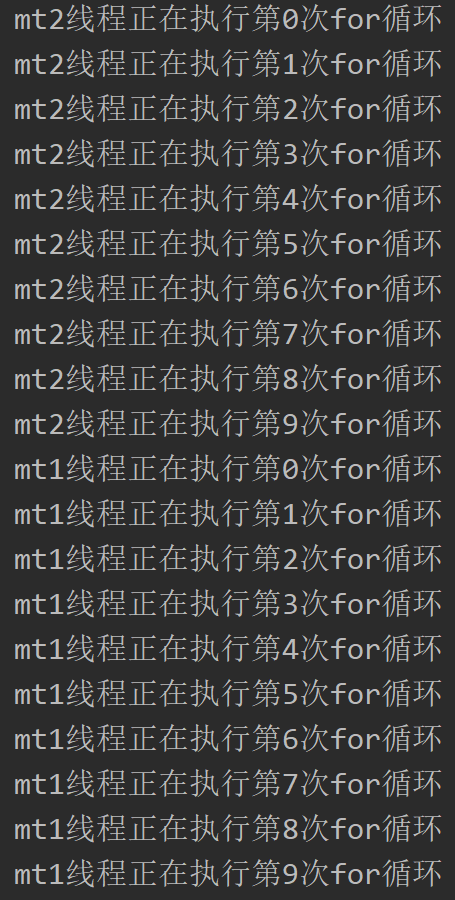 mt2线程正在执行第0次for循环
mt2线程正在执行第1次for循环
mt2线程正在执行第2次for循环
mt2线程正在执行第3次for循环
mt2线程正在执行第4次for循环
mt2线程正在执行第5次for循环
mt2线程正在执行第6次for循环
mt2线程正在执行第7次for循环
mt2线程正在执行第8次for循环
mt2线程正在执行第9次for循环
mt1线程正在执行第0次for循环
mt1线程正在执行第1次for循环
mt1线程正在执行第2次for循环
mt1线程正在执行第3次for循环
mt1线程正在执行第4次for循环
mt1线程正在执行第5次for循环
mt1线程正在执行第6次for循环
mt1线程正在执行第7次for循环
mt1线程正在执行第8次for循环
mt1线程正在执行第9次for循环